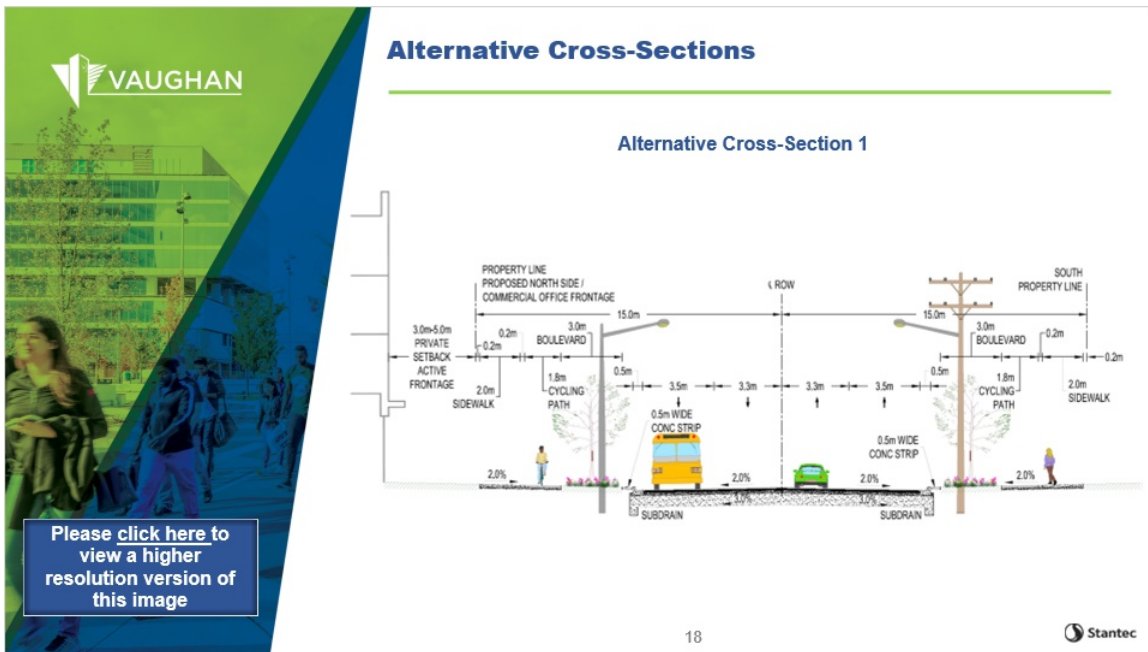 VAUGHAN
Alternative Cross-Sections
Alternative Cross-Section 1
PROPERTY LINE
PROPOSED NORTH SIDE /
COMMERCIAL OFFICE FRONTAGE
℄ ROW
SOUTH
PROPERTY LINE
15.0m
15.0m
3.0m-5.0m
PRIVATE
SETBACK
ACTIVE
FRONTAGE
0.2m
0.2m
3.0m
BOULEVARD
2.0m
SIDEWALK
1.8m
CYCLING
PATH
0.5m
3.5m
3.3m
3.3m
3.5m
0.5m
3.0m
BOULEVARD
0.2m
0.2m
1.8m
CYCLING
PATH
2.0m
SIDEWALK
0.5m WIDE
CONC STRIP
0.5m WIDE
CONC STRIP
2.0%
2.0%
2.0%
2.0%
3.0%
3.0%
SUBDRAIN
SUBDRAIN
Please click here to
view a higher
resolution version of
this image
18
Stantec